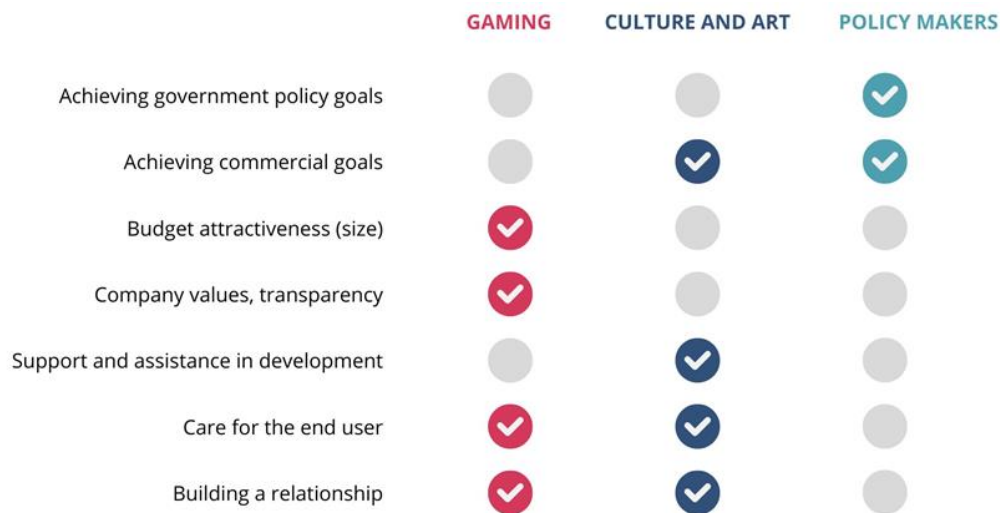 GAMING CULTURE AND ART POLICY MAKERS
Achieving government policy goals
Achieving commercial goals
Budget attractiveness (size)
Company values, transparency
Support and assistance in development
Care for the end user
Building a relationship